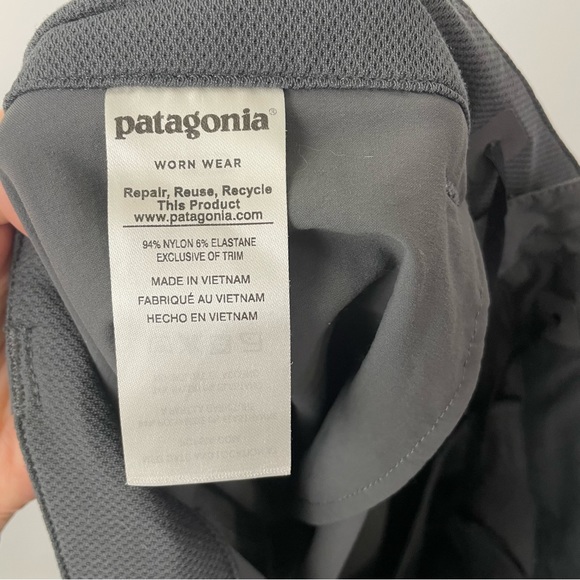 patagonia®
WORN WEAR
Repair, Reuse, Recycle
This Product
www.patagonia.com
94% NYLON 6% ELASTANE
EXCLUSIVE OF TRIM
MADE IN VIETNAM
FABRIQUÉ AU VIETNAM
HECHO EN VIETNAM